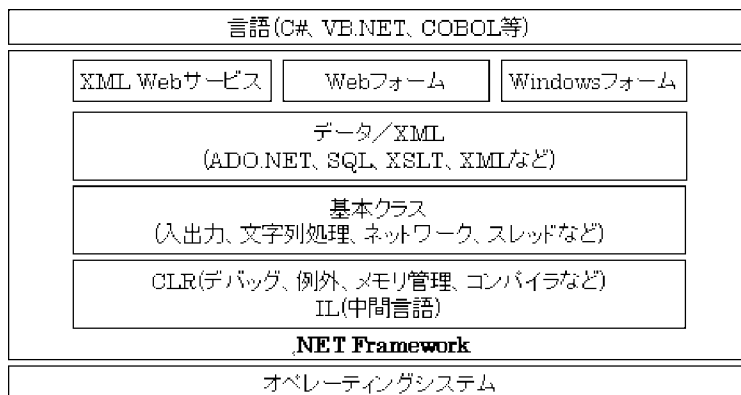 言語(C#、VB.NET、COBOL等)
XML Webサービス Webフォーム Windowsフォーム
データ／XML
(ADO.NET、SQL、XSLT、XMLなど)
基本クラス
(入出力、文字列処理、ネットワーク、スレッドなど)
CLR(デバッグ、例外、メモリ管理、コンパイラなど)
IL(中間言語)
.NET Framework
オペレーティングシステム